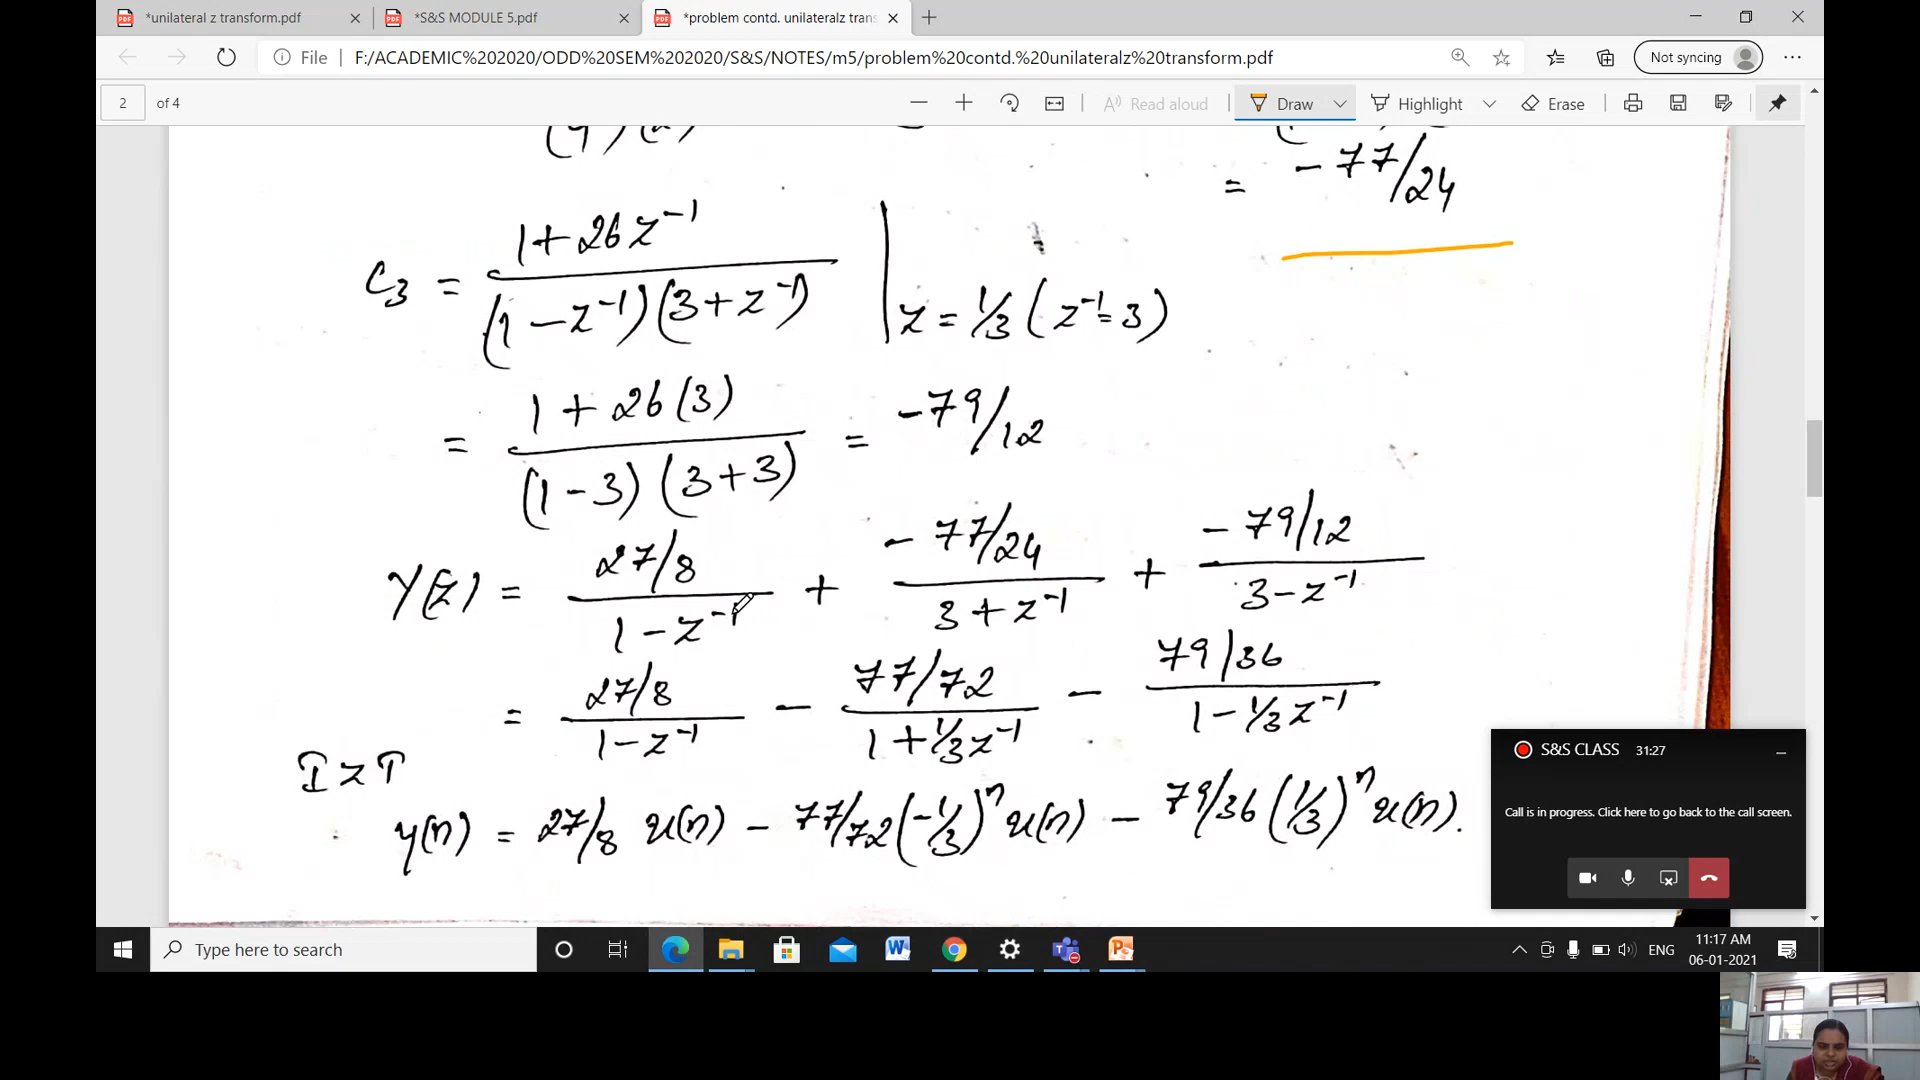 *unilateral z transform.pdf
*S&S MODULE 5.pdf
*problem contd. unilateralz trans
File
F:/ACADEMIC%202020/ODD%20SEM%202020/S&S/NOTES/m5/problem%20contd.%20unilateralz%20transform.pdf
Not syncing
2 of 4
Read aloud
Draw
Highlight
Erase
= -77/24
C3 = (1 + 26z^-1) / ((1 - z^-1)(3 + z^-1)) | z = 1/3 (z^-1 = 3)
= (1 + 26(3)) / ((1-3)(3+3)) = -79/12
Y(z) = (27/8) / (1 - z^-1) + (-77/24) / (3 + z^-1) + (-79/12) / (3 - z^-1)
= (27/8) / (1 - z^-1) - (77/72) / (1 + 1/3 z^-1) - (79/36) / (1 - 1/3 z^-1)
IZT
y(n) = 27/8 u(n) - 77/72 (-1/3)^n u(n) - 79/36 (1/3)^n u(n).
S&S CLASS 31:27
Call is in progress. Click here to go back to the call screen.
Type here to search
ENG
11:17 AM
06-01-2021